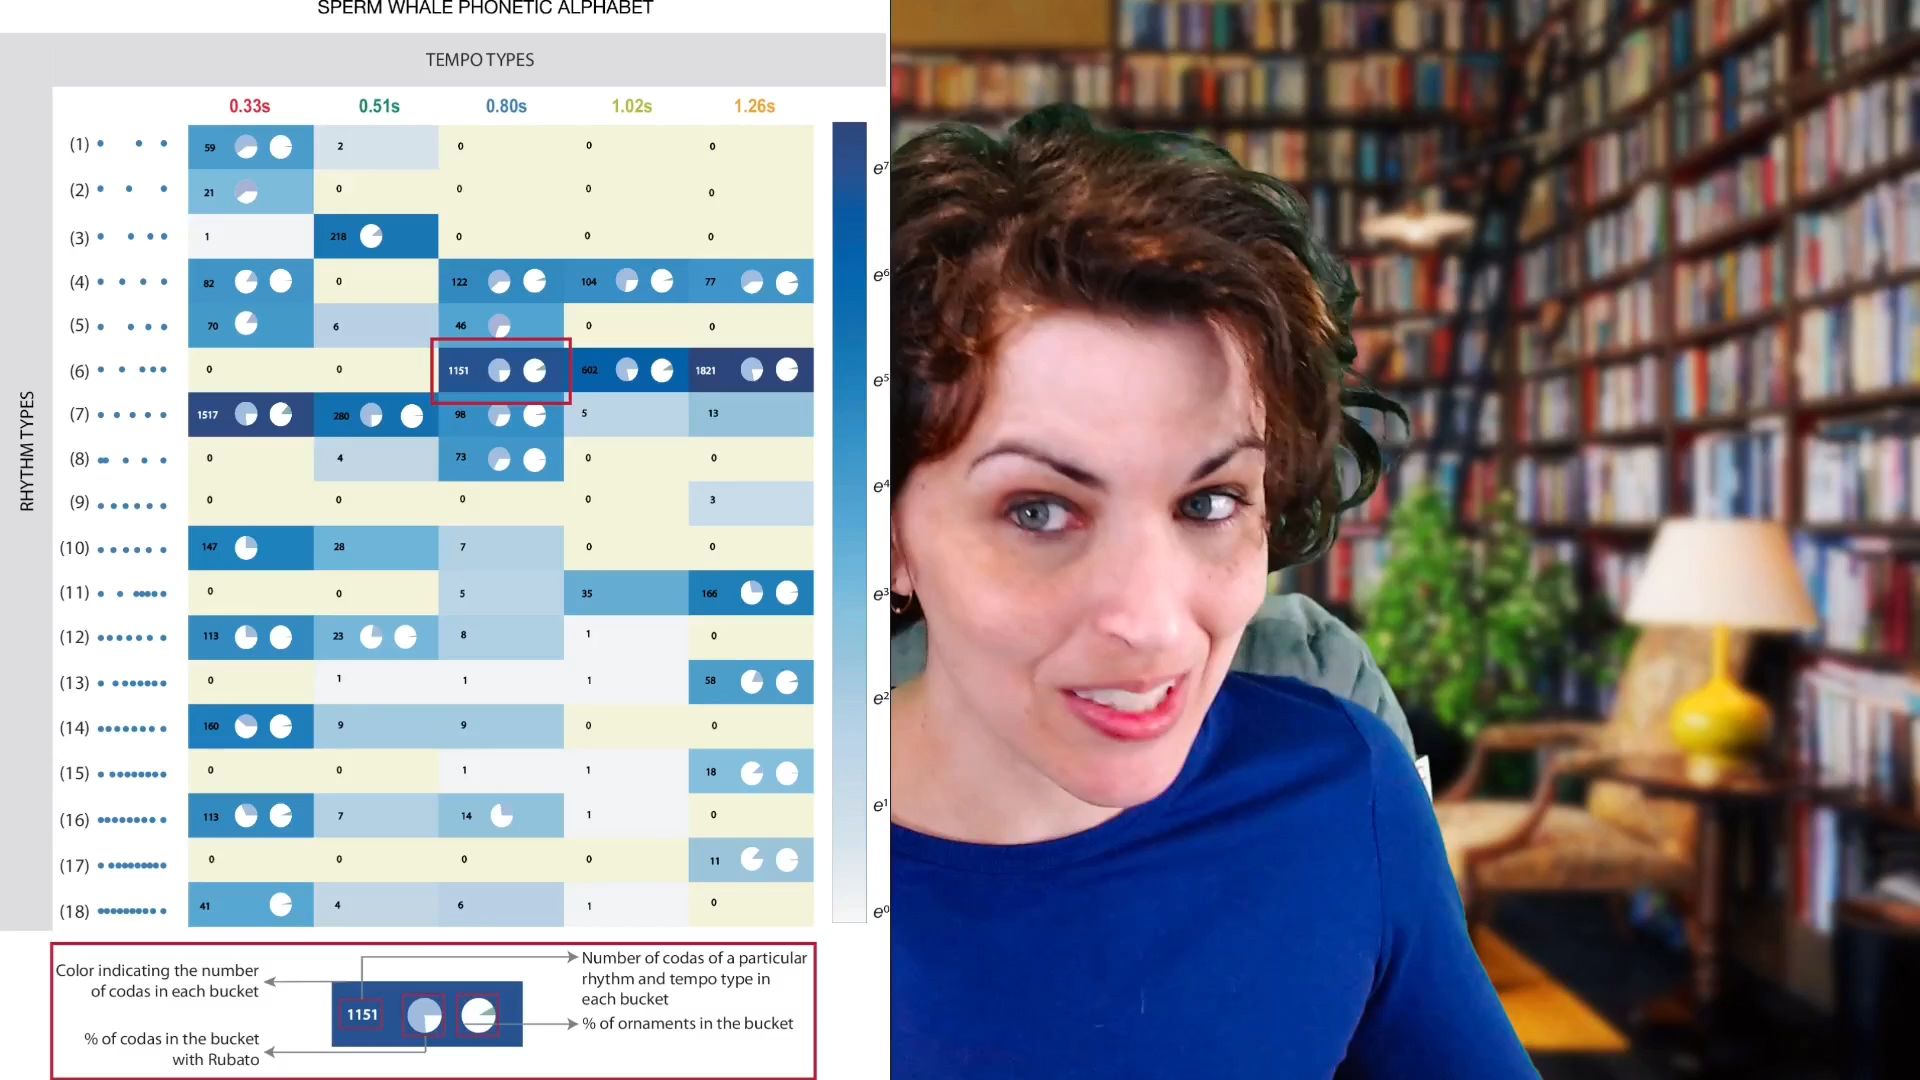 SPERM WHALE PHONETIC ALPHABET
TEMPO TYPES
0.33s 0.51s 0.80s 1.02s 1.26s
RHYTHM TYPES
(1) 59 2 0 0 0
(2) 21 0 0 0 0
(3) 1 218 0 0 0
(4) 82 0 122 104 77
(5) 70 6 46 0 0
(6) 0 0 1151 602 1821
(7) 1517 280 98 5 13
(8) 0 4 73 0 0
(9) 0 0 0 0 3
(10) 147 28 7 0 0
(11) 0 0 5 35 166
(12) 113 23 8 1 0
(13) 0 1 1 1 58
(14) 160 9 9 0 0
(15) 0 0 1 1 18
(16) 113 7 14 1 0
(17) 0 0 0 0 11
(18) 41 4 6 1 0
e⁷
e⁶
e⁵
e⁴
e³
e²
e¹
e⁰
Color indicating the number
of codas in each bucket
% of codas in the bucket
with Rubato
1151
Number of codas of a particular
rhythm and tempo type in
each bucket
% of ornaments in the bucket